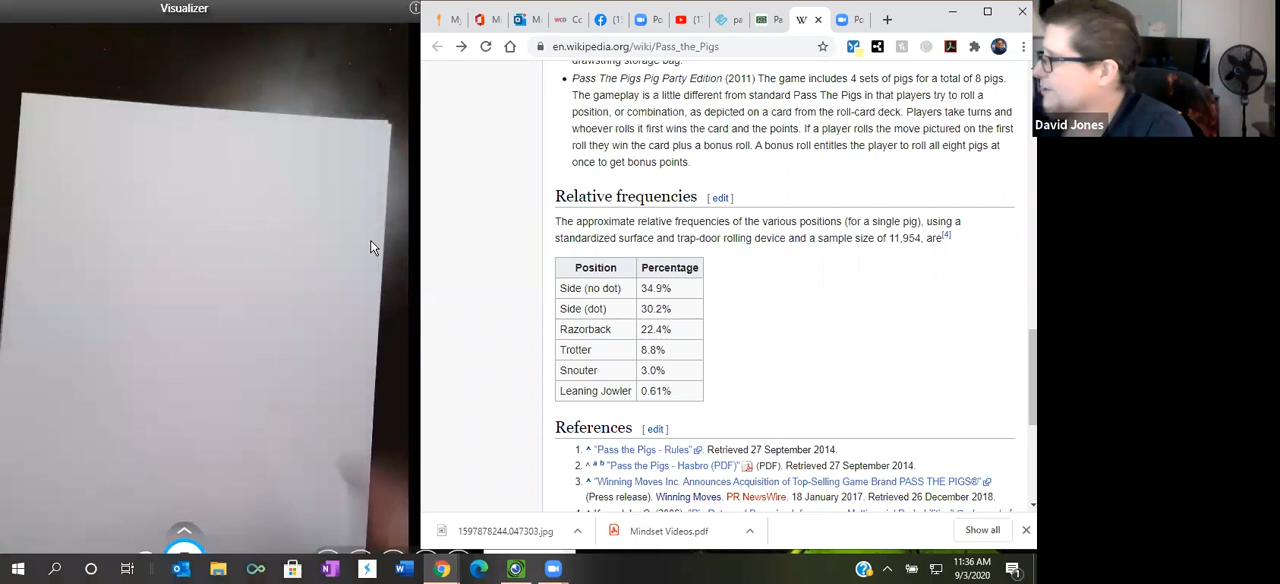 Visualizer
en.wikipedia.org/wiki/Pass_the_Pigs
David Jones
drawstring storage bag.
• Pass The Pigs Pig Party Edition (2011) The game includes 4 sets of pigs for a total of 8 pigs.
The gameplay is a little different from standard Pass The Pigs in that players try to roll a
position, or combination, as depicted on a card from the roll-card deck. Players take turns and
whoever rolls it first wins the card and the points. If a player rolls the move pictured on the first
roll they win the card plus a bonus roll. A bonus roll entitles the player to roll all eight pigs at
once to get bonus points.
Relative frequencies [ edit ]
The approximate relative frequencies of the various positions (for a single pig), using a
standardized surface and trap-door rolling device and a sample size of 11,954, are[4]
Position Percentage
Side (no dot) 34.9%
Side (dot) 30.2%
Razorback 22.4%
Trotter 8.8%
Snouter 3.0%
Leaning Jowler 0.61%
References [ edit ]
1. ^ "Pass the Pigs - Rules". Retrieved 27 September 2014.
2. ^ a b "Pass the Pigs - Hasbro (PDF)" (PDF). Retrieved 27 September 2014.
3. ^ "Winning Moves Inc. Announces Acquisition of Top-Selling Game Brand PASS THE PIGS®"
(Press release). Winning Moves. PR NewsWire. 18 January 2017. Retrieved 26 December 2018.
1597878244.047303.jpg
Mindset Videos.pdf
Show all
11:36 AM
9/3/2020